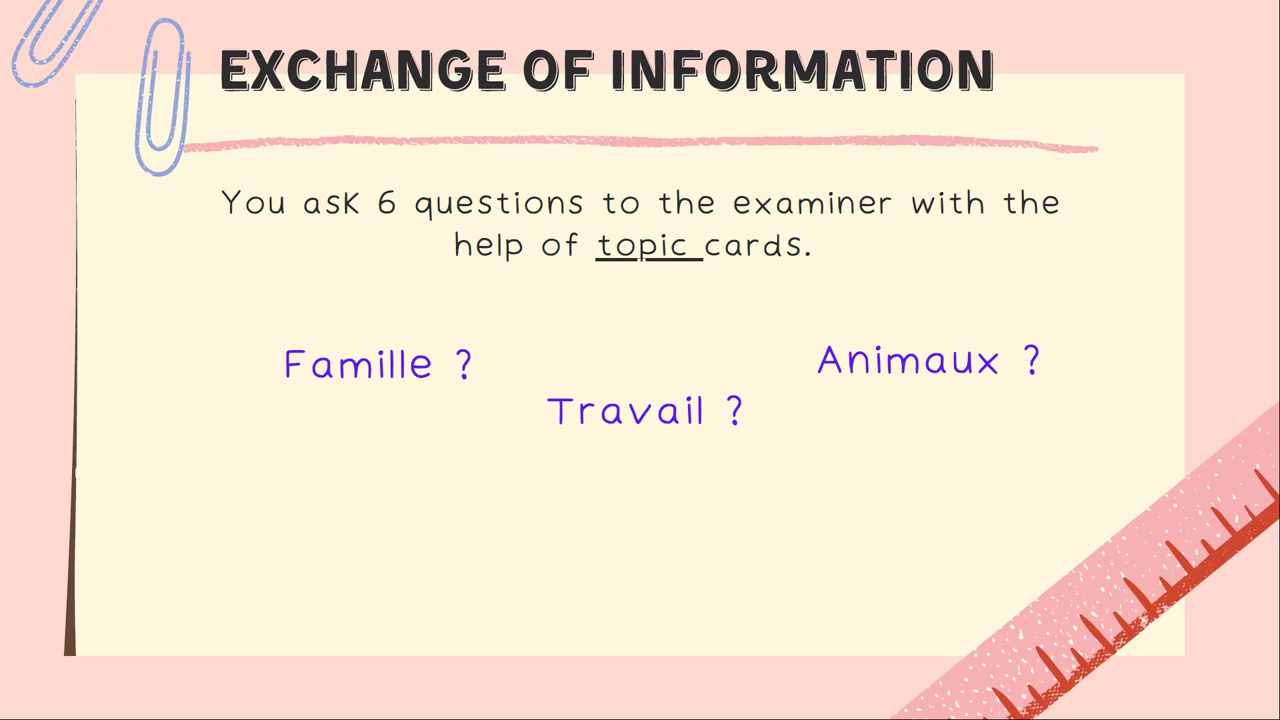 EXCHANGE OF INFORMATION
You ask 6 questions to the examiner with the
help of topic cards.
Famille ?
Animaux ?
Travail ?